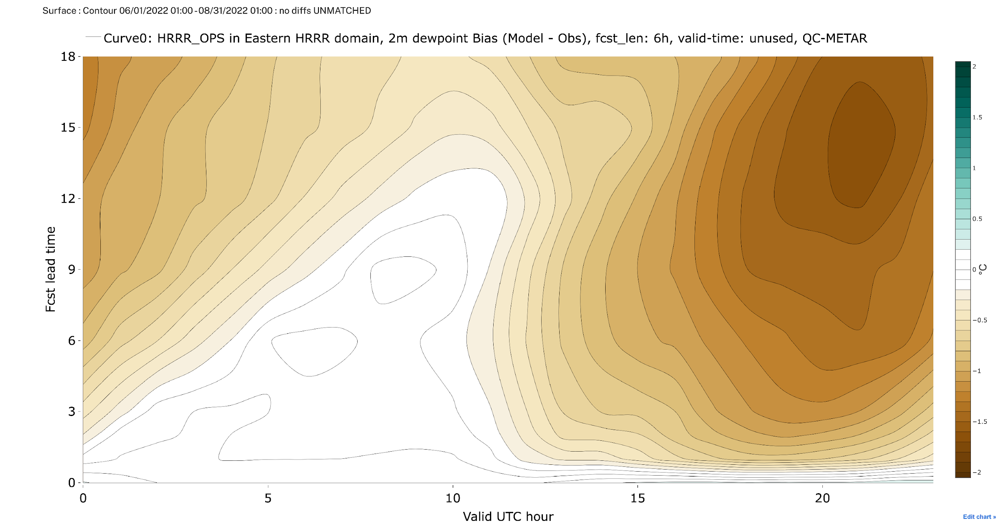 Surface : Contour 06/01/2022 01:00 - 08/31/2022 01:00 : no diffs UNMATCHED
Curve0: HRRR_OPS in Eastern HRRR domain, 2m dewpoint Bias (Model - Obs), fcst_len: 6h, valid-time: unused, QC-METAR
18
15
12
9
6
3
0
Fcst lead time
0 5 10 15 20
Valid UTC hour
2
1.5
1
0.5
0
−0.5
−1
−1.5
−2
°C
Edit chart »